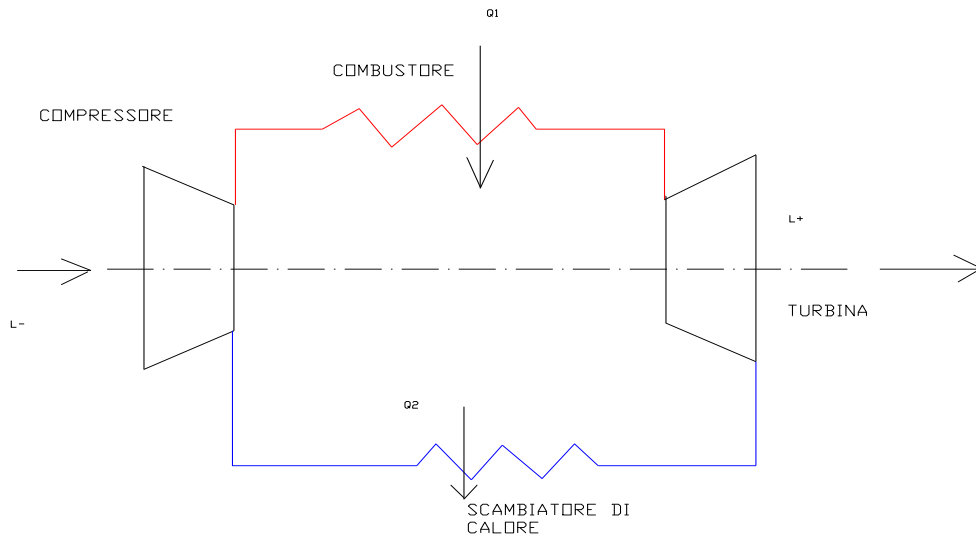 Q1
COMBUSTORE
COMPRESSORE
L+
TURBINA
L-
Q2
SCAMBIATORE DI
CALORE